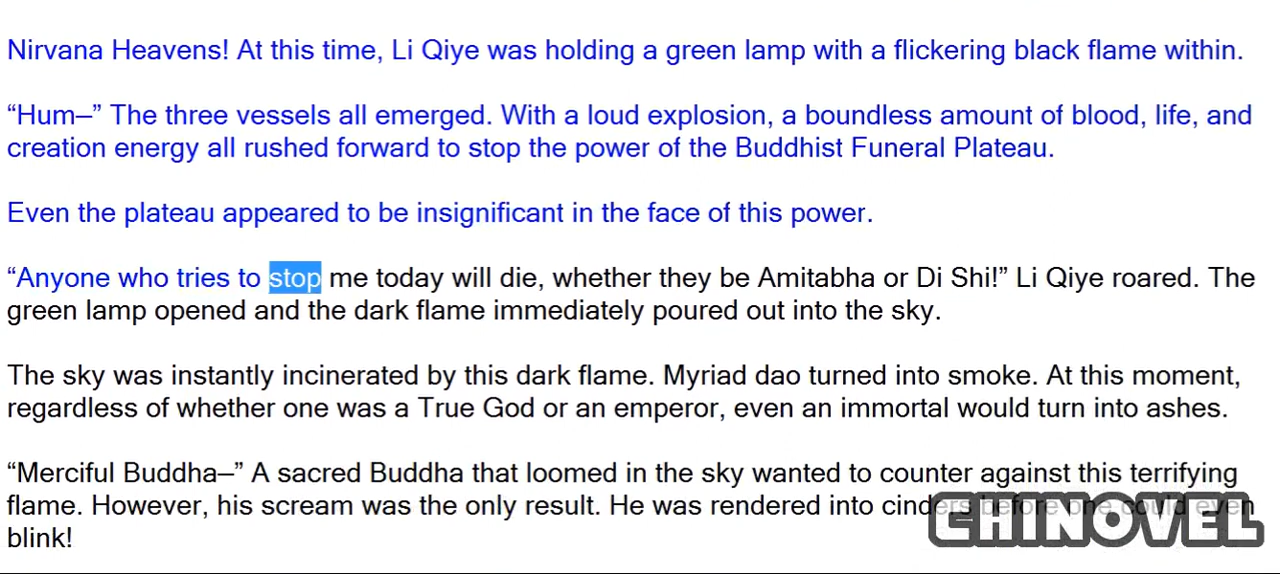 Nirvana Heavens! At this time, Li Qiye was holding a green lamp with a flickering black flame within.
“Hum—” The three vessels all emerged. With a loud explosion, a boundless amount of blood, life, and
creation energy all rushed forward to stop the power of the Buddhist Funeral Plateau.
Even the plateau appeared to be insignificant in the face of this power.
“Anyone who tries to stop me today will die, whether they be Amitabha or Di Shi!” Li Qiye roared. The
green lamp opened and the dark flame immediately poured out into the sky.
The sky was instantly incinerated by this dark flame. Myriad dao turned into smoke. At this moment,
regardless of whether one was a True God or an emperor, even an immortal would turn into ashes.
“Merciful Buddha—” A sacred Buddha that loomed in the sky wanted to counter against this terrifying
flame. However, his scream was the only result. He was rendered into cinders before one could even
blink!
CHINOVEL